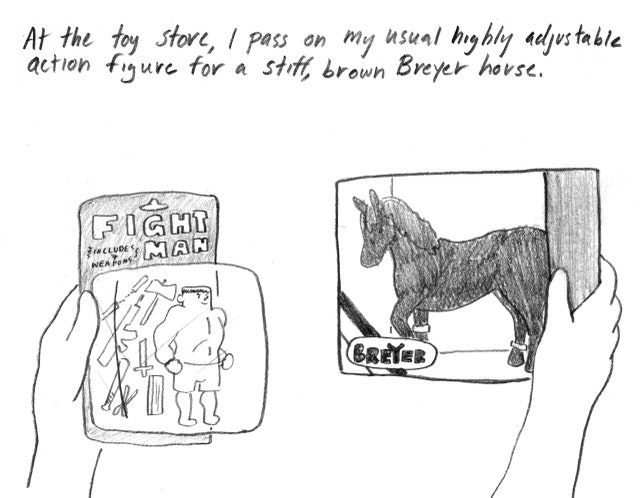 At the toy store, I pass on my usual highly adjustable
action figure for a stiff, brown Breyer horse.
FIGHT
MAN
INCLUDES
WEAPONS
BREYER